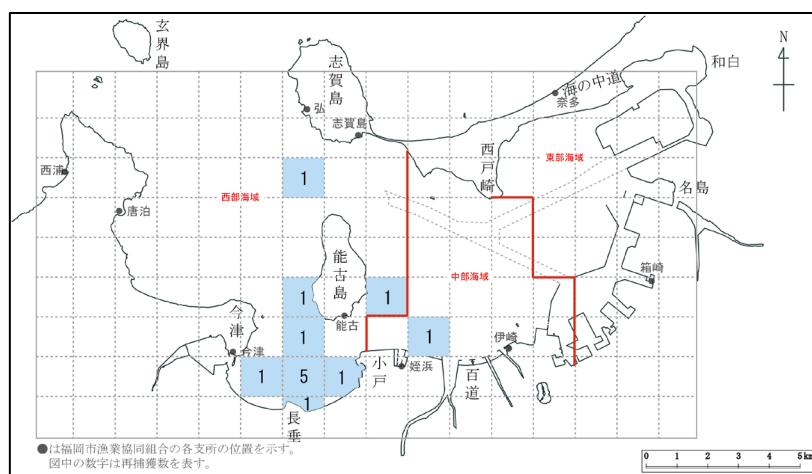 玄界島
志賀島
弘
志賀島
海の中道
奈多
和白
N
西戸崎
東部海域
名島
西浦
1
西部海域
唐泊
能古島
中部海域
箱崎
1
1
能古
今津
今津
1
1
伊崎
小戸
姪浜
百道
1
5
1
1
長垂
●は福岡市漁業協同組合の各支所の位置を示す。
図中の数字は再捕獲数を表す。
0 1 2 3 4 5km